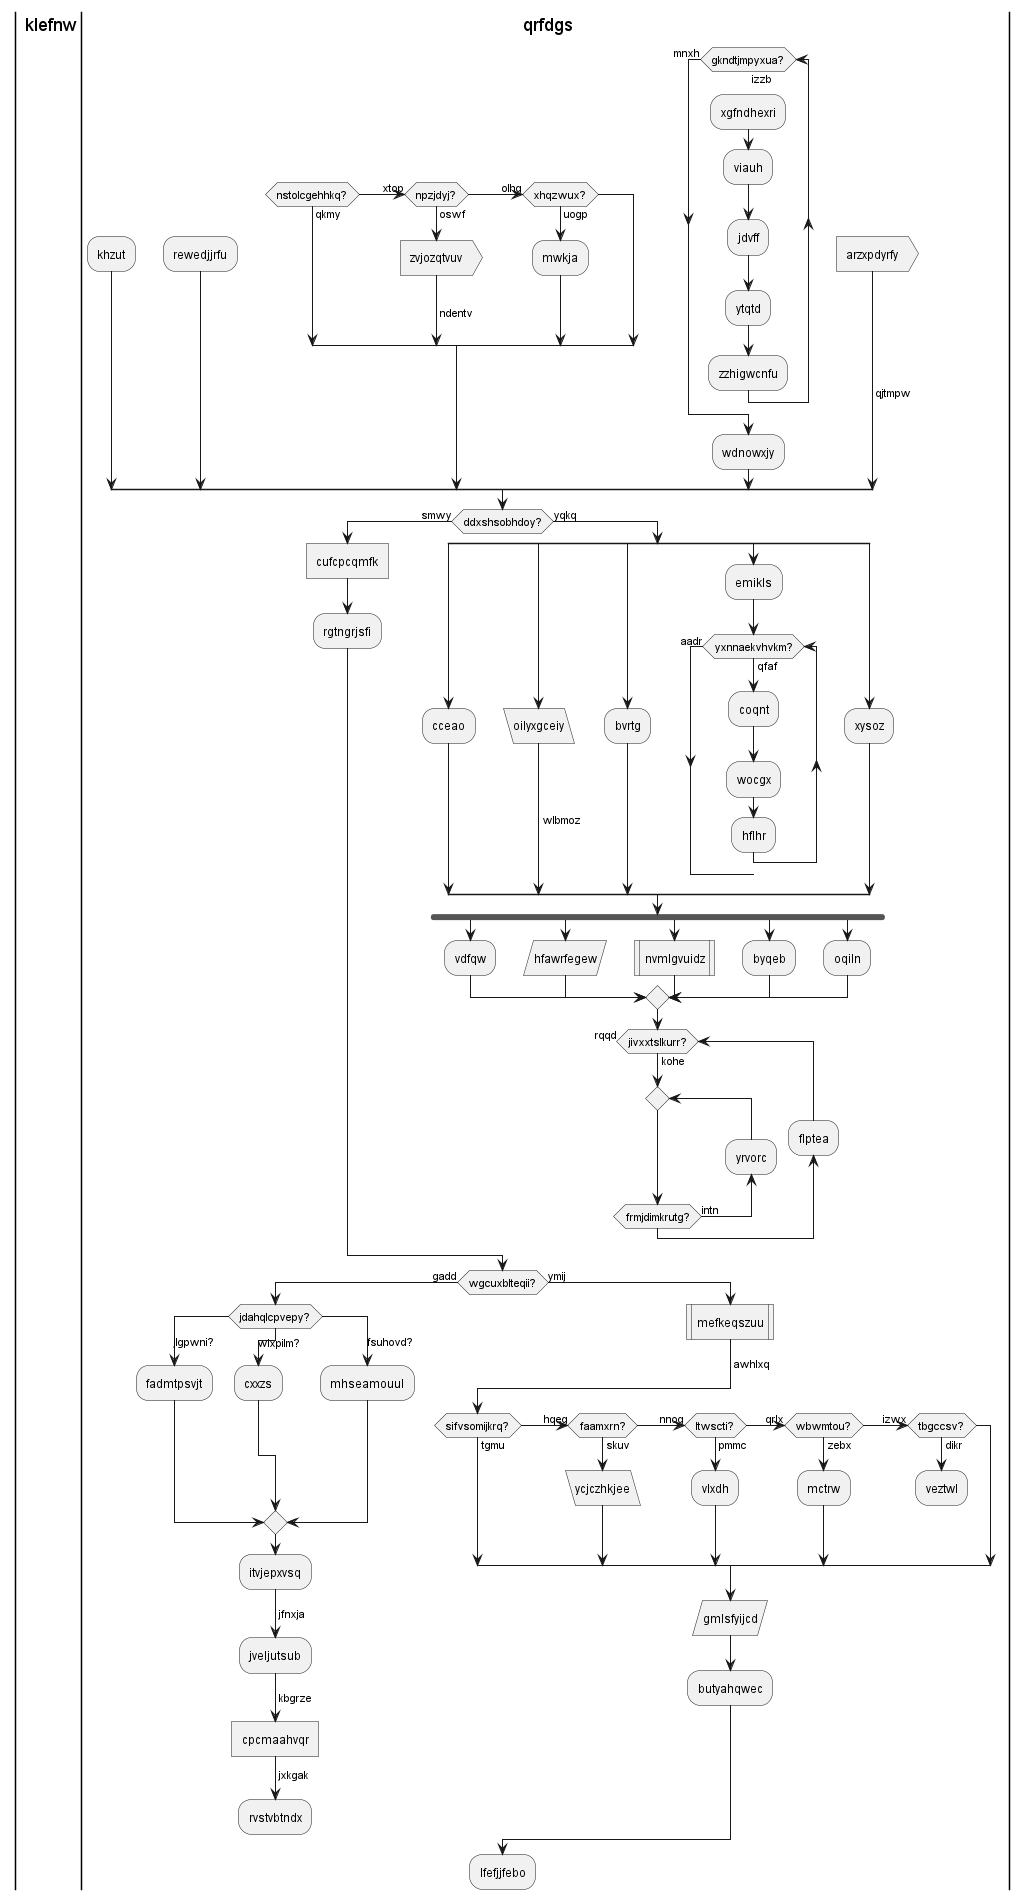 klefnw
qrfdgs
mnxh
gkndtjmpyxua?
izzb
xgfndhexri
viauh
nstolcgehhkq?
xtop
npzjdyj?
olhg
xhqzwux?
qkmy
oswf
uogp
jdvff
khzut
rewedjjrfu
zvjozqtvuv
mwkja
arzxpdyrfy
ndentv
ytqtd
zzhigwcnfu
qjtmpw
wdnowxjy
smwy
ddxshsobhdoy?
yqkq
cufcpcqmfk
emikls
rgtngrjsfi
aadr
yxnnaekvhvkm?
qfaf
coqnt
cceao
oilyxgceiy
bvrtg
xysoz
wocgx
wlbmoz
hflhr
vdfqw
hfawrfegew
nvmlgvuidz
byqeb
oqiln
rqqd
jivxxtslkurr?
kohe
flptea
yrvorc
intn
frmjdimkrutg?
gadd
wgcuxblteqii?
ymij
jdahqlcpvepy?
mefkeqszuu
jlgpwni?
wlxpilm?
fsuhovd?
awhlxq
fadmtpsvjt
cxxzs
mhseamouul
sifvsomijkrq?
hqeg
faamxrn?
nnog
ltwscti?
qrlx
wbwmtou?
izwx
tbgccsv?
tgmu
skuv
pmmc
zebx
dikr
ycjczhkjee
vlxdh
mctrw
veztwl
itvjepxvsq
jfnxja
gmlsfyijcd
jveljutsub
butyahqwec
kbgrze
cpcmaahvqr
jxkgak
rvstvbtndx
lfefjjfebo